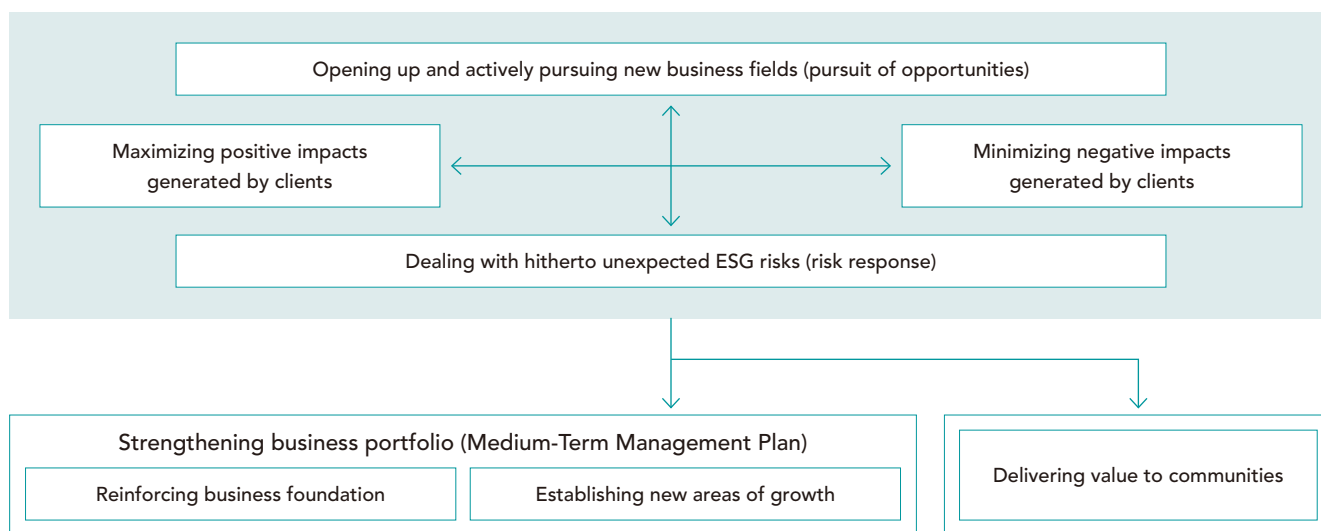 Opening up and actively pursuing new business fields (pursuit of opportunities)
Maximizing positive impacts
generated by clients
Minimizing negative impacts
generated by clients
Dealing with hitherto unexpected ESG risks (risk response)
Strengthening business portfolio (Medium-Term Management Plan)
Reinforcing business foundation
Establishing new areas of growth
Delivering value to communities